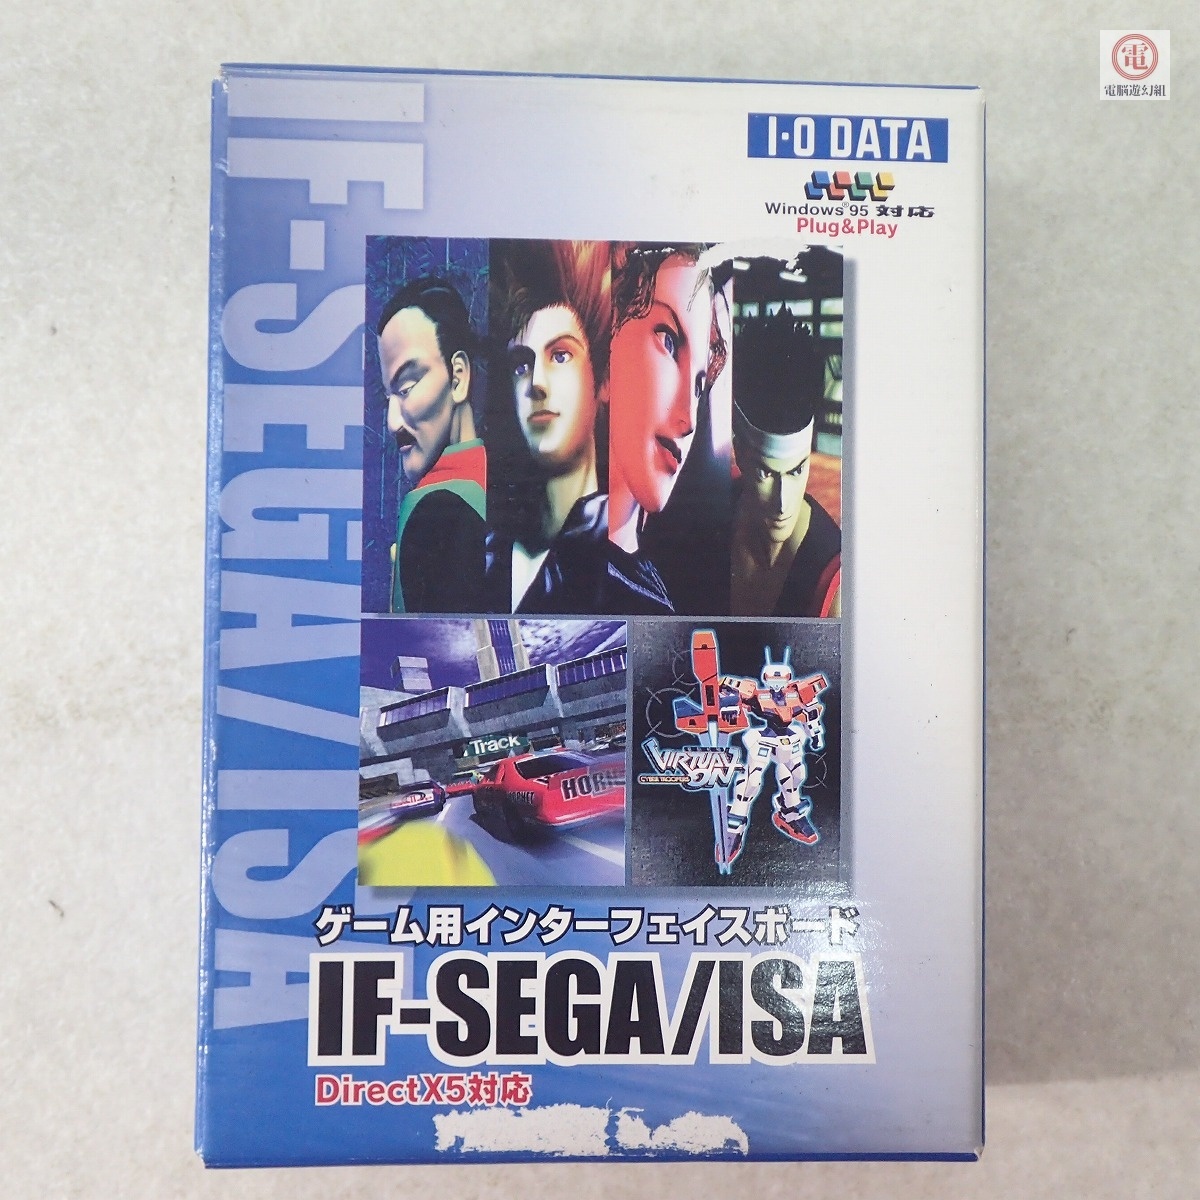 電
電脳遊幻組
I·O DATA
Windows®95 対応
Plug&Play
IF-SEGA/ISA
Track
HOR
VIRTUAL
ON
CYBER TROOPERS
ゲーム用インターフェイスボード
IF-SEGA/ISA
DirectX5対応